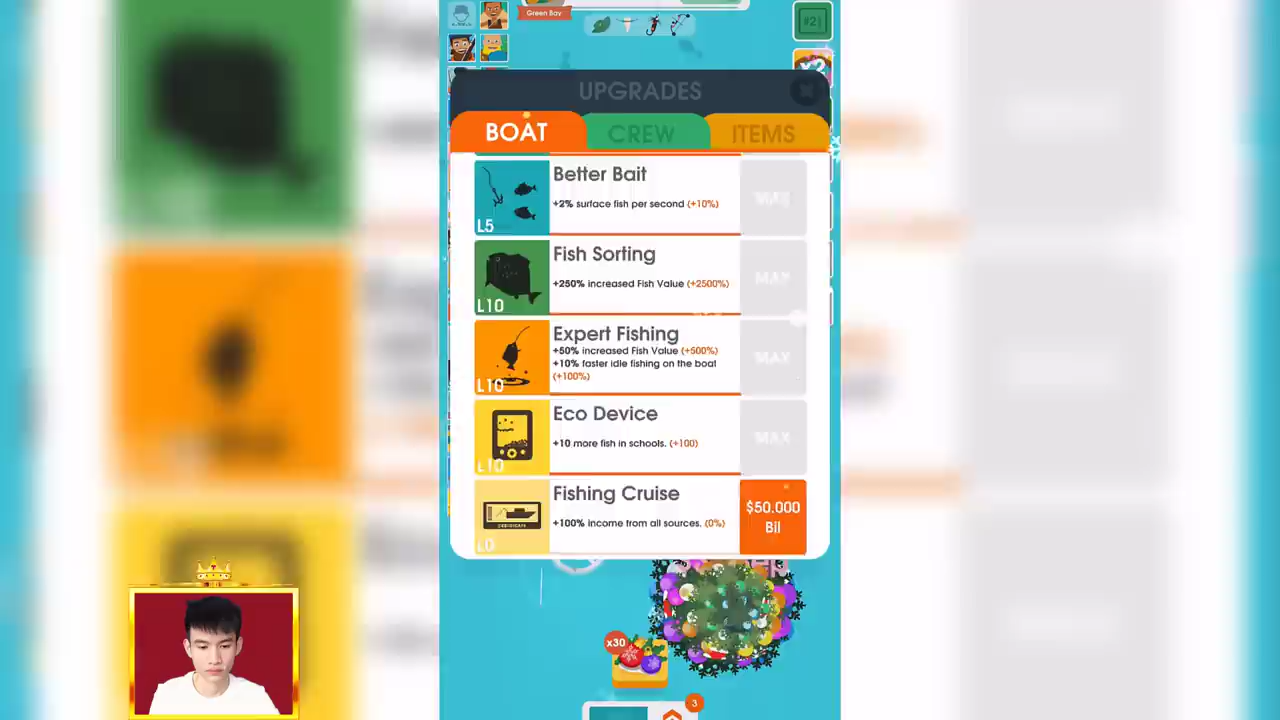 Green Bay
#2
UPGRADES
BOAT
CREW
ITEMS
Better Bait
+2% surface fish per second (+10%)
L5
MAX
Fish Sorting
+250% increased Fish Value (+2500%)
L10
MAX
Expert Fishing
+50% increased Fish Value (+500%)
+10% faster idle fishing on the boat
(+100%)
L10
MAX
Eco Device
+10 more fish in schools. (+100)
L10
MAX
Fishing Cruise
+100% income from all sources. (0%)
L0
$50.000
Bil
x30
3